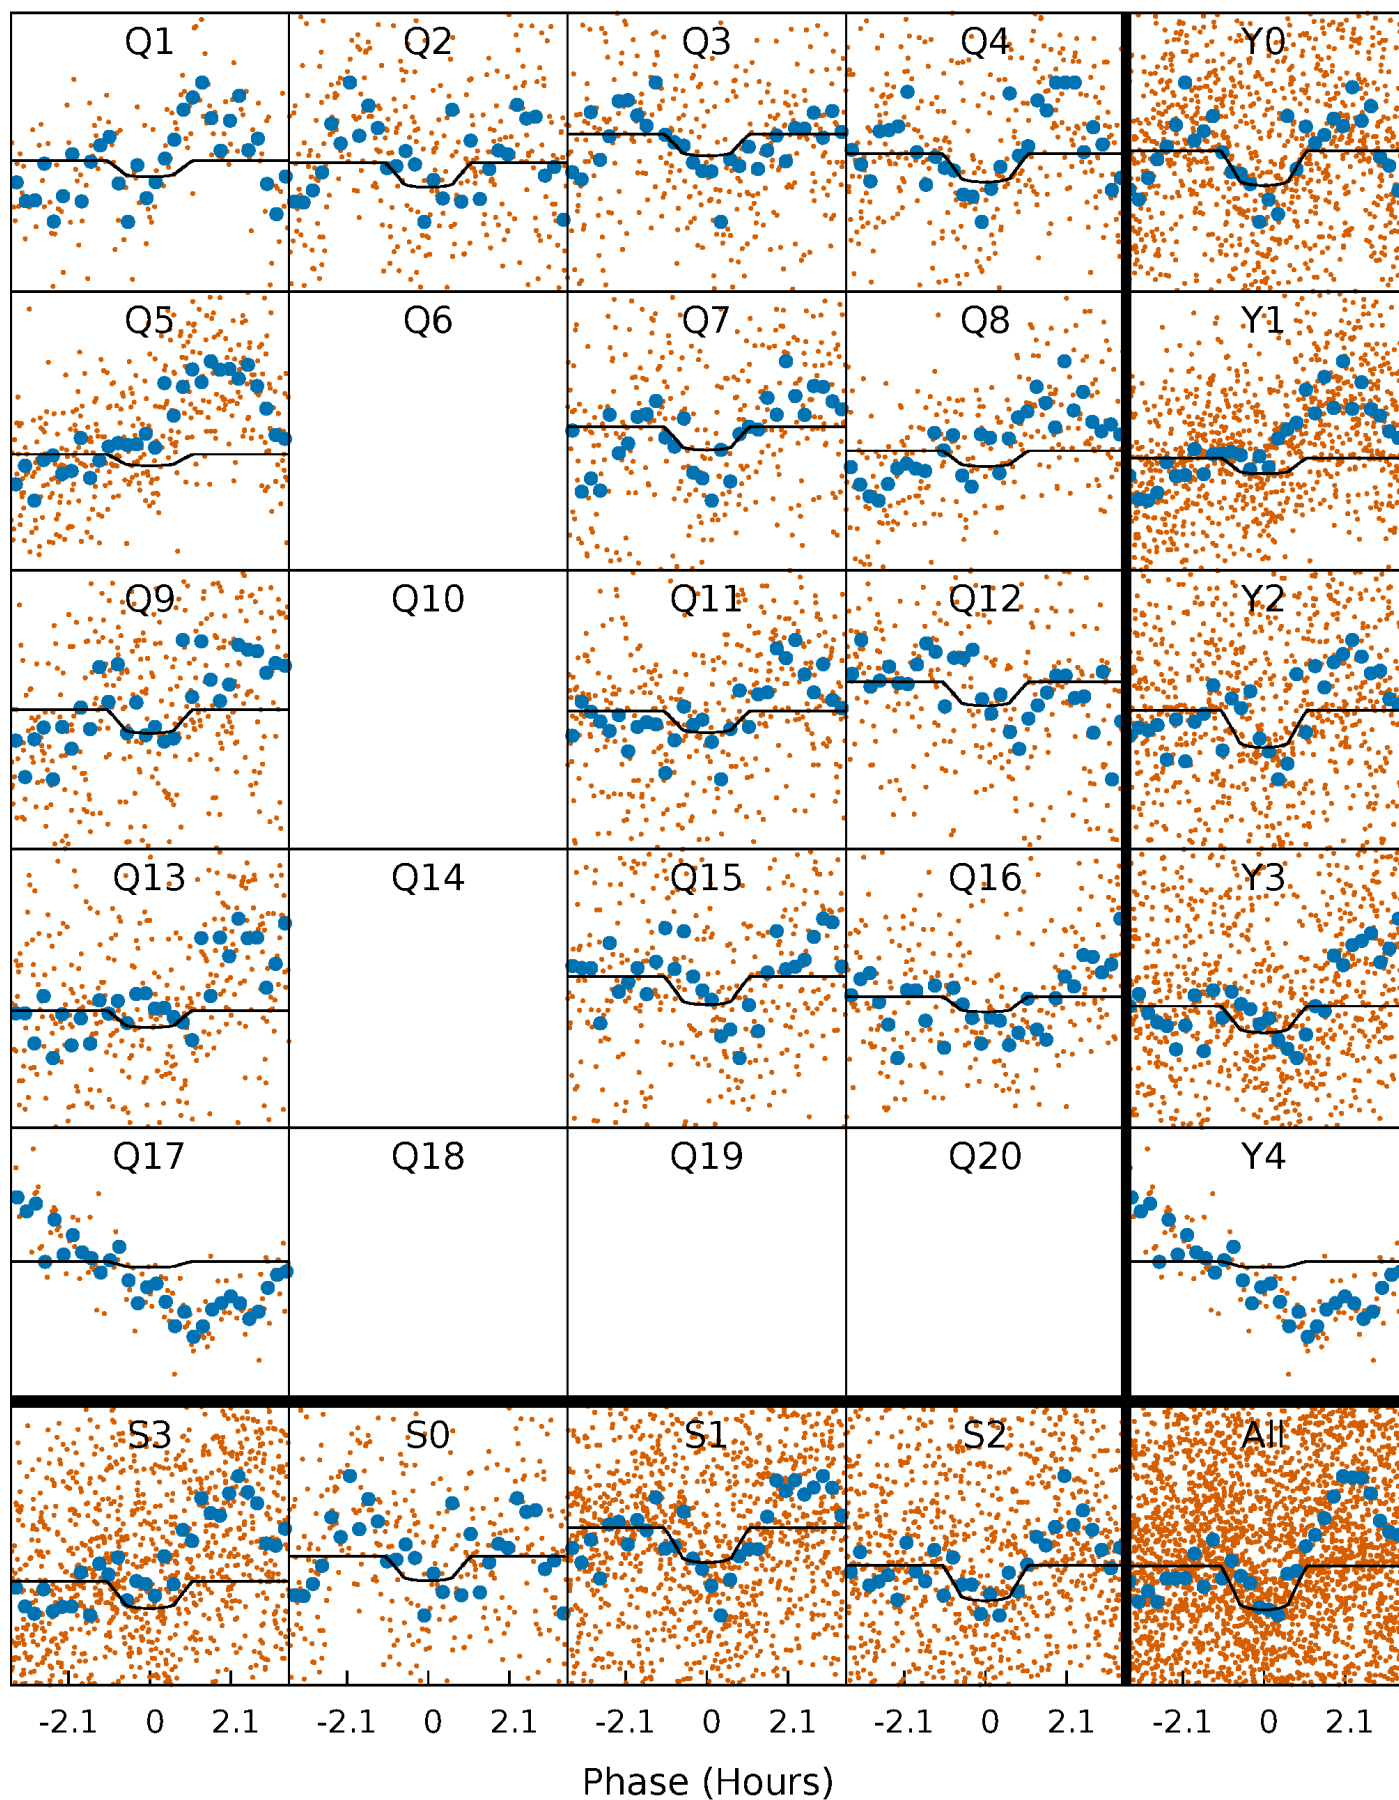 Q1 Q2 Q3 Q4 Y0
Q5 Q6 Q7 Q8 Y1
Q9 Q10 Q11 Q12 Y2
Q13 Q14 Q15 Q16 Y3
Q17 Q18 Q19 Q20 Y4
S3 S0 S1 S2 All
-2.1 0 2.1 -2.1 0 2.1 -2.1 0 2.1 -2.1 0 2.1 -2.1 0 2.1
Phase (Hours)